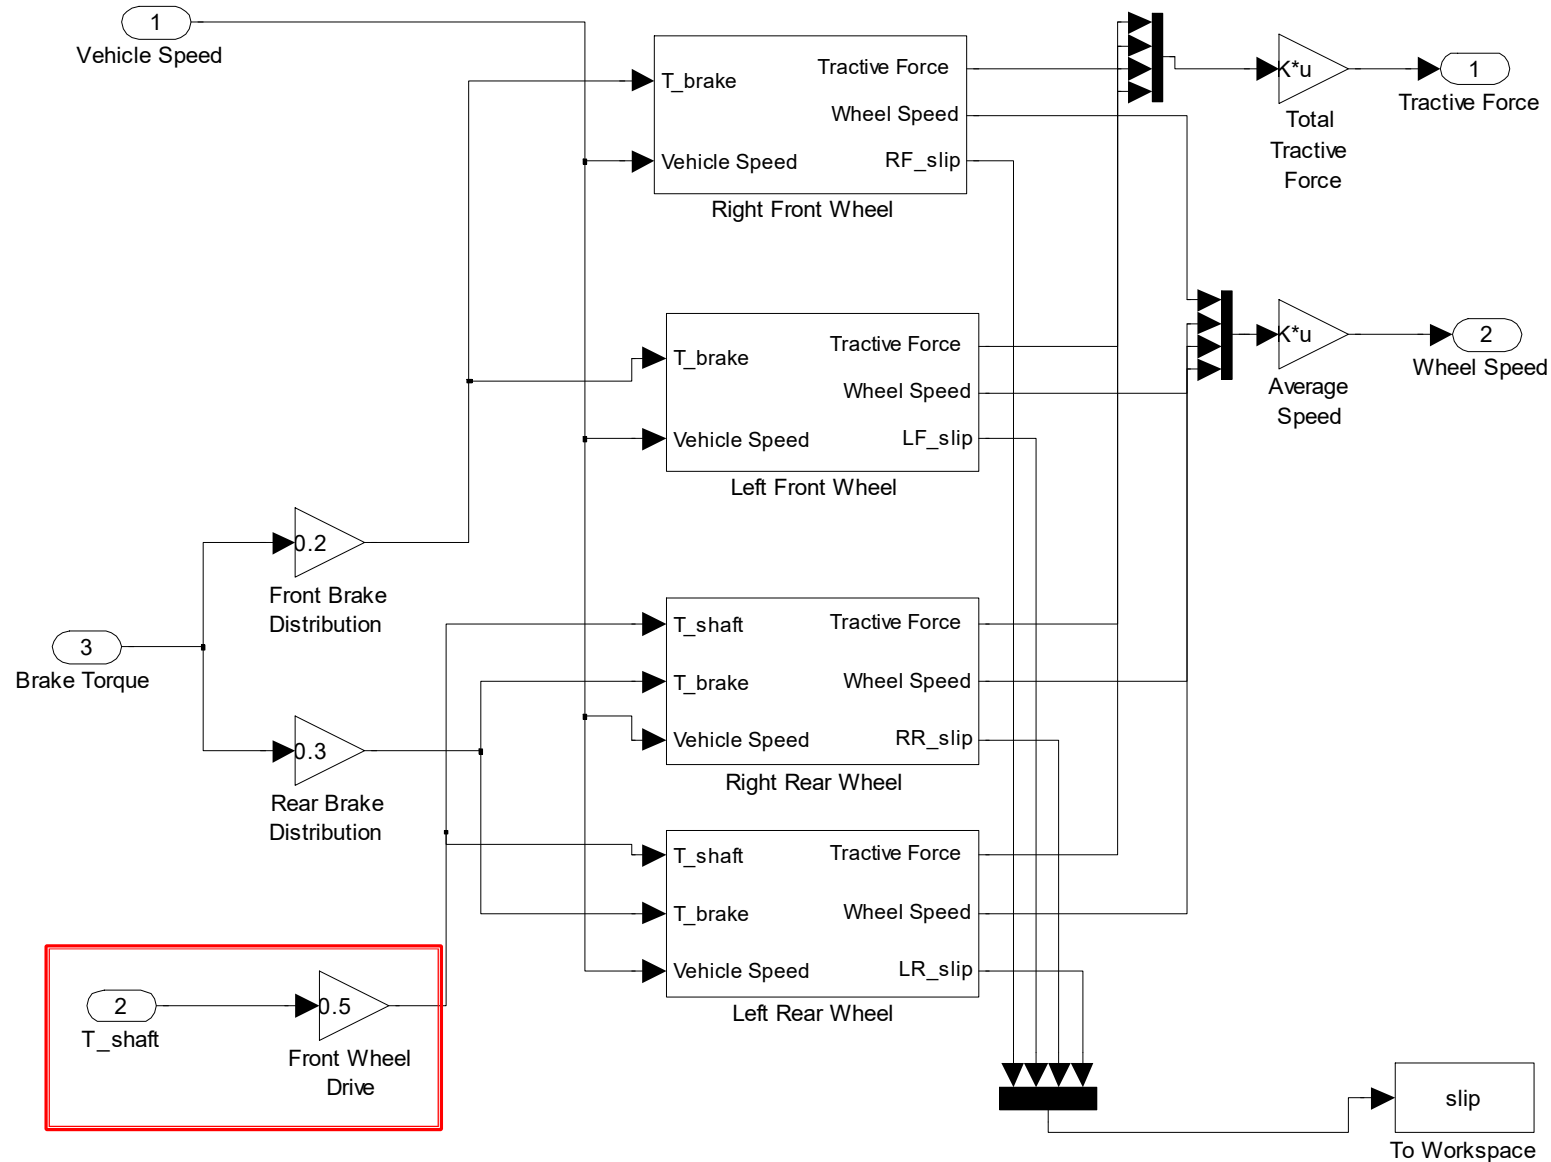 1
Vehicle Speed
T_brake
Vehicle Speed
Tractive Force
Wheel Speed
RF_slip
Right Front Wheel
K*u
Total
Tractive
Force
1
Tractive Force
T_brake
Vehicle Speed
Tractive Force
Wheel Speed
LF_slip
Left Front Wheel
K*u
Average
Speed
2
Wheel Speed
0.2
Front Brake
Distribution
3
Brake Torque
0.3
Rear Brake
Distribution
T_shaft
T_brake
Vehicle Speed
Tractive Force
Wheel Speed
RR_slip
Right Rear Wheel
T_shaft
T_brake
Vehicle Speed
Tractive Force
Wheel Speed
LR_slip
Left Rear Wheel
2
T_shaft
0.5
Front Wheel
Drive
slip
To Workspace